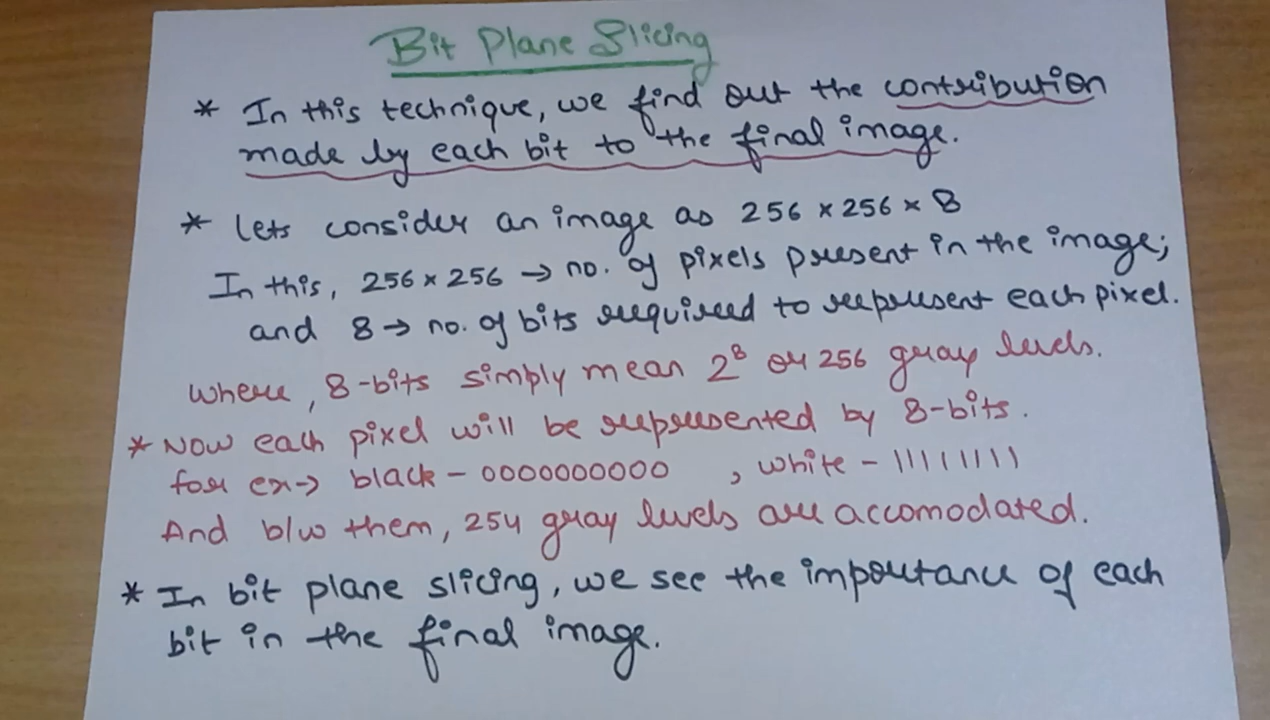 Bit Plane Slicing
* In this technique, we find out the contribution
made by each bit to the final image.
* lets consider an image as 256 x 256 x 8
In this, 256 x 256 → no. of pixels present in the image;
and 8 → no. of bits required to represent each pixel.
where, 8-bits simply mean 2⁸ or 256 gray levels.
* Now each pixel will be represented by 8-bits.
for ex→ black - 0000000000 , white - 111111111
And b/w them, 254 gray levels are accomodated.
* In bit plane slicing, we see the importance of each
bit in the final image.